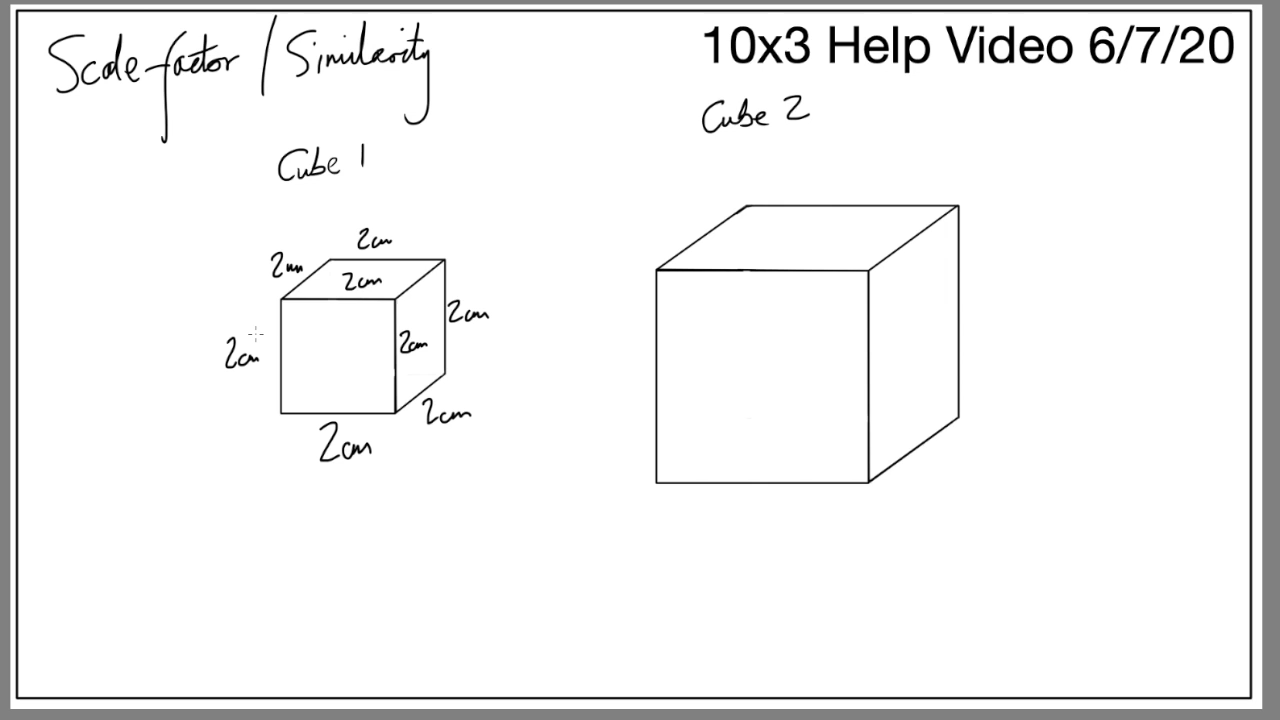 Scale factor / Similarity
10x3 Help Video 6/7/20
Cube 1
Cube 2
2cm
2cm
2cm
2cm
2cm
2cm
2cm
2cm